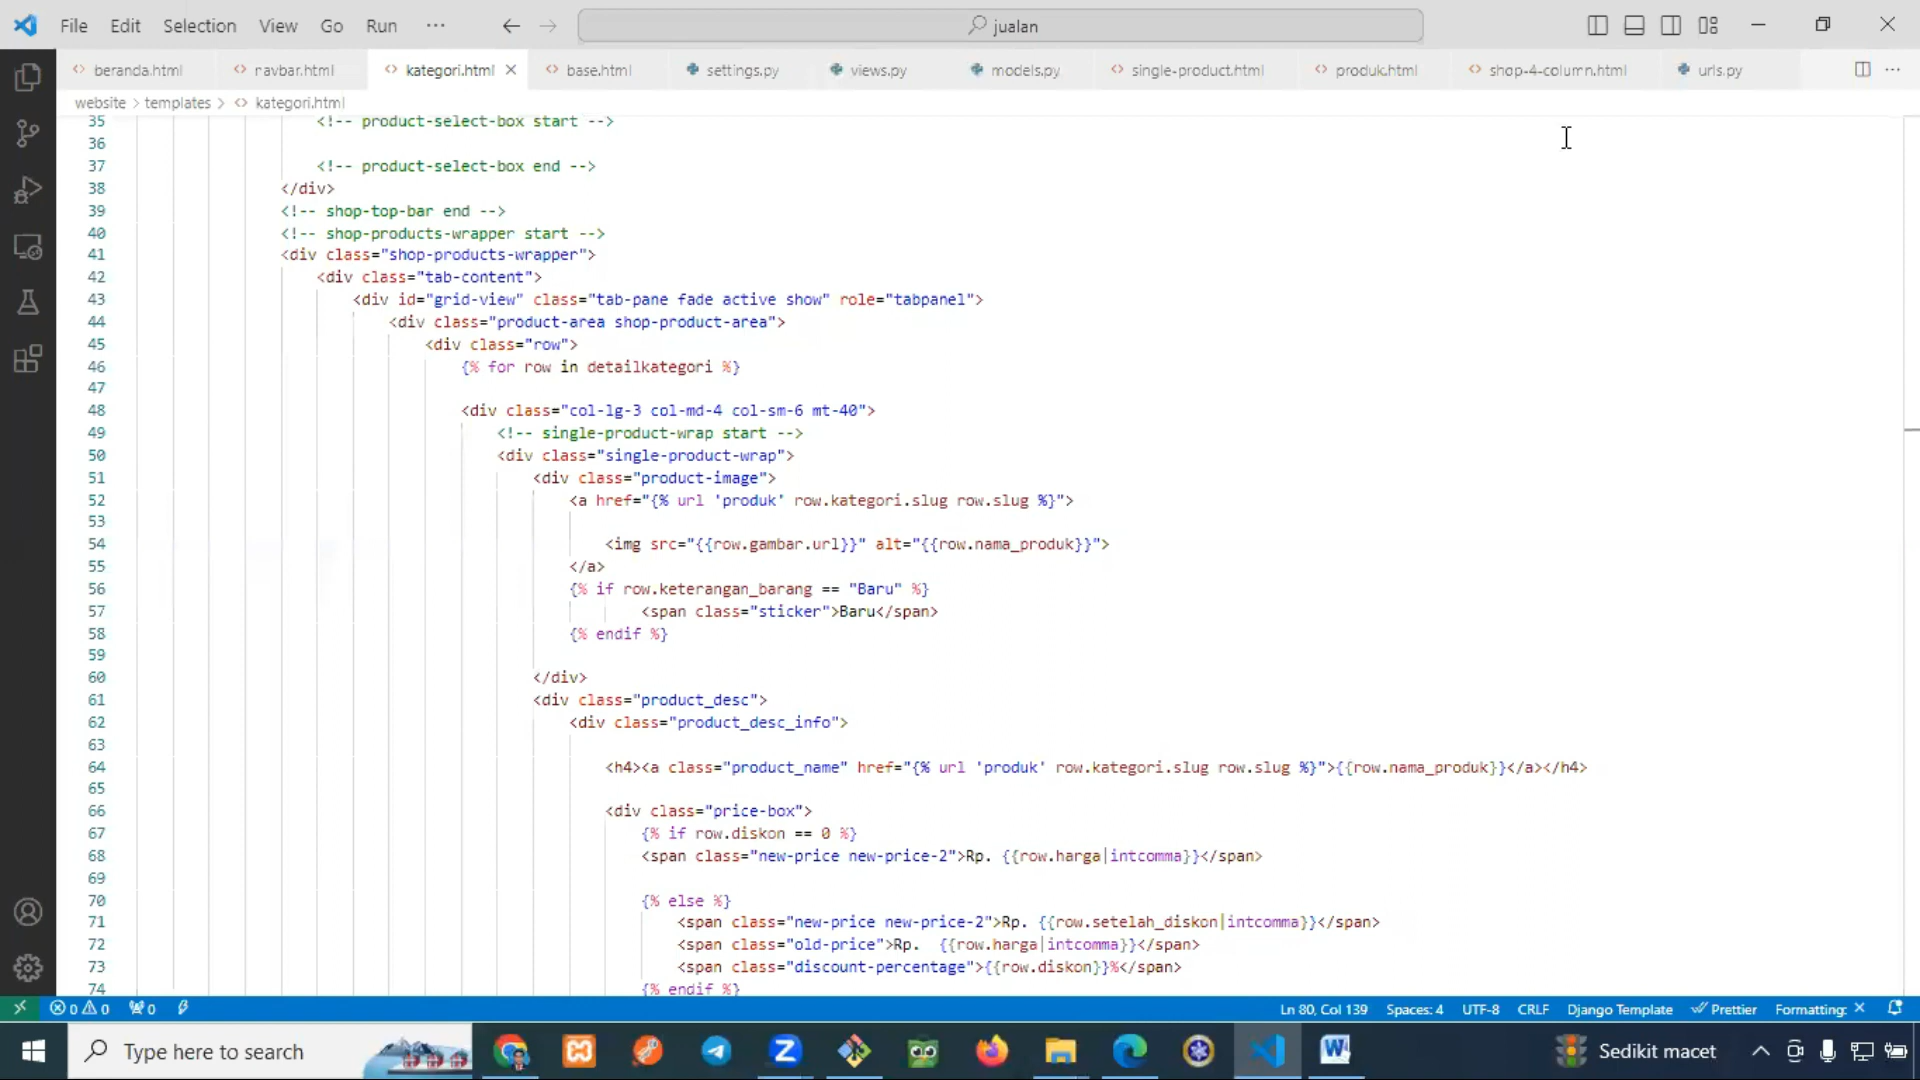 File Edit Selection View Go Run ··· jualan
beranda.html navbar.html kategori.html base.html settings.py views.py models.py single-product.html produk.html shop-4-column.html urls.py
website > templates > kategori.html
35 <!-- product-select-box start -->
36
37 <!-- product-select-box end -->
38 </div>
39 <!-- shop-top-bar end -->
40 <!-- shop-products-wrapper start -->
41 <div class="shop-products-wrapper">
42 <div class="tab-content">
43 <div id="grid-view" class="tab-pane fade active show" role="tabpanel">
44 <div class="product-area shop-product-area">
45 <div class="row">
46 {% for row in detailkategori %}
47
48 <div class="col-lg-3 col-md-4 col-sm-6 mt-40">
49 <!-- single-product-wrap start -->
50 <div class="single-product-wrap">
51 <div class="product-image">
52 <a href="{% url 'produk' row.kategori.slug row.slug %}">
53
54 <img src="{{row.gambar.url}}" alt="{{row.nama_produk}}">
55 </a>
56 {% if row.keterangan_barang == "Baru" %}
57 <span class="sticker">Baru</span>
58 {% endif %}
59
60 </div>
61 <div class="product_desc">
62 <div class="product_desc_info">
63
64 <h4><a class="product_name" href="{% url 'produk' row.kategori.slug row.slug %}">{{row.nama_produk}}</a></h4>
65
66 <div class="price-box">
67 {% if row.diskon == 0 %}
68 <span class="new-price new-price-2">Rp. {{row.harga|intcomma}}</span>
69
70 {% else %}
71 <span class="new-price new-price-2">Rp. {{row.setelah_diskon|intcomma}}</span>
72 <span class="old-price">Rp.  {{row.harga|intcomma}}</span>
73 <span class="discount-percentage">{{row.diskon}}%</span>
74 {% endif %}
0 0 0 Ln 80, Col 139 Spaces: 4 UTF-8 CRLF Django Template Prettier Formatting: ×
Type here to search Sedikit macet